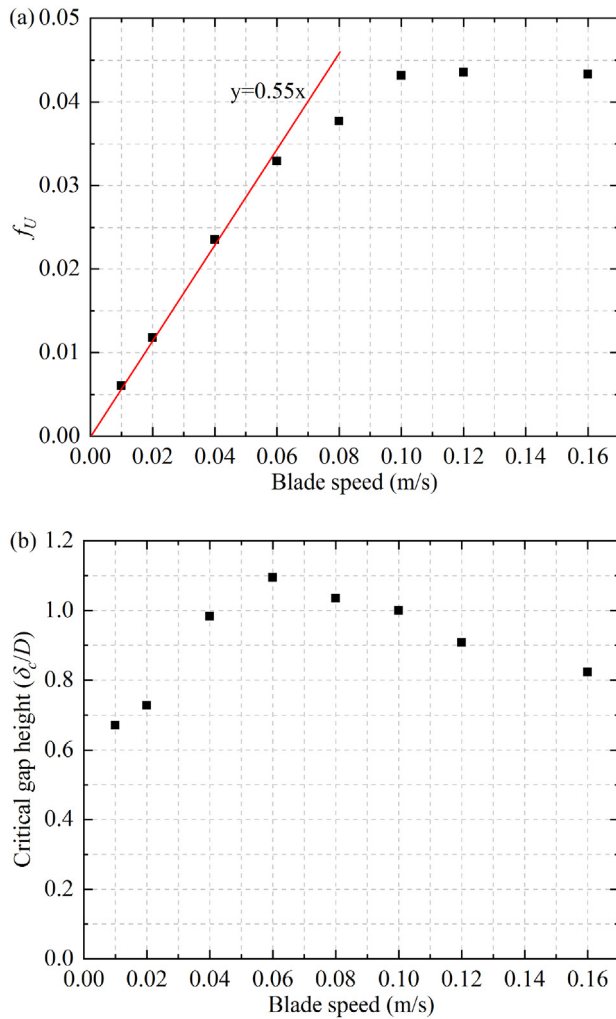 (a)
0.05
0.04
0.03
0.02
0.01
0.00
f_U
y=0.55x
0.00 0.02 0.04 0.06 0.08 0.10 0.12 0.14 0.16
Blade speed (m/s)
(b)
1.2
1.0
0.8
0.6
0.4
0.2
0.0
Critical gap height (δ_c/D)
0.00 0.02 0.04 0.06 0.08 0.10 0.12 0.14 0.16
Blade speed (m/s)